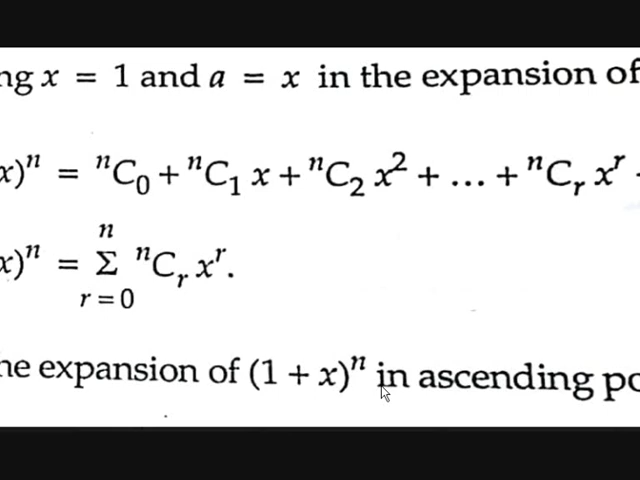 ng x = 1 and a = x in the expansion of
x)ⁿ = ⁿC₀ + ⁿC₁ x + ⁿC₂ x² + ... + ⁿCᵣ xʳ
x)ⁿ = Σ ⁿCᵣ xʳ.
n
r = 0
he expansion of (1 + x)ⁿ in ascending po